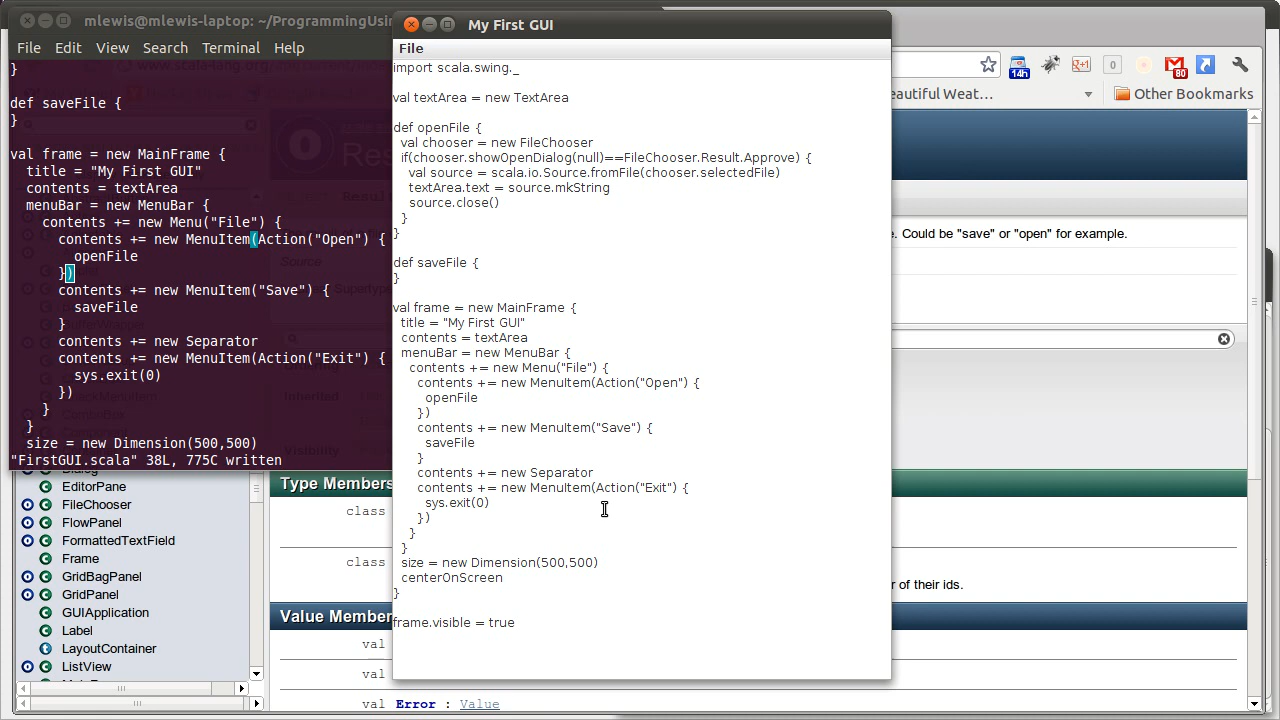 mlewis@mlewis-laptop: ~/ProgrammingUsin
File Edit View Search Terminal Help
}
def saveFile {
}
val frame = new MainFrame {
  title = "My First GUI"
  contents = textArea
  menuBar = new MenuBar {
    contents += new Menu("File") {
      contents += new MenuItem(Action("Open") {
        openFile
      })
      contents += new MenuItem("Save") {
        saveFile
      }
      contents += new Separator
      contents += new MenuItem(Action("Exit") {
        sys.exit(0)
      })
    }
  }
  size = new Dimension(500,500)
"FirstGUI.scala" 38L, 775C written
My First GUI
File
import scala.swing._
val textArea = new TextArea
def openFile {
  val chooser = new FileChooser
  if(chooser.showOpenDialog(null)==FileChooser.Result.Approve) {
    val source = scala.io.Source.fromFile(chooser.selectedFile)
    textArea.text = source.mkString
    source.close()
  }
}
def saveFile {
}
val frame = new MainFrame {
  title = "My First GUI"
  contents = textArea
  menuBar = new MenuBar {
    contents += new Menu("File") {
      contents += new MenuItem(Action("Open") {
        openFile
      })
      contents += new MenuItem("Save") {
        saveFile
      }
      contents += new Separator
      contents += new MenuItem(Action("Exit") {
        sys.exit(0)
      })
    }
  }
  size = new Dimension(500,500)
  centerOnScreen
}
frame.visible = true
14h
+1
0
80
eautiful Weat…
Other Bookmarks
e. Could be "save" or "open" for example.
EditorPane
FileChooser
FlowPanel
FormattedTextField
Frame
GridBagPanel
GridPanel
GUIApplication
Label
LayoutContainer
ListView
Type Members
class
class
er of their ids.
Value Member
val
val
val Error : Value